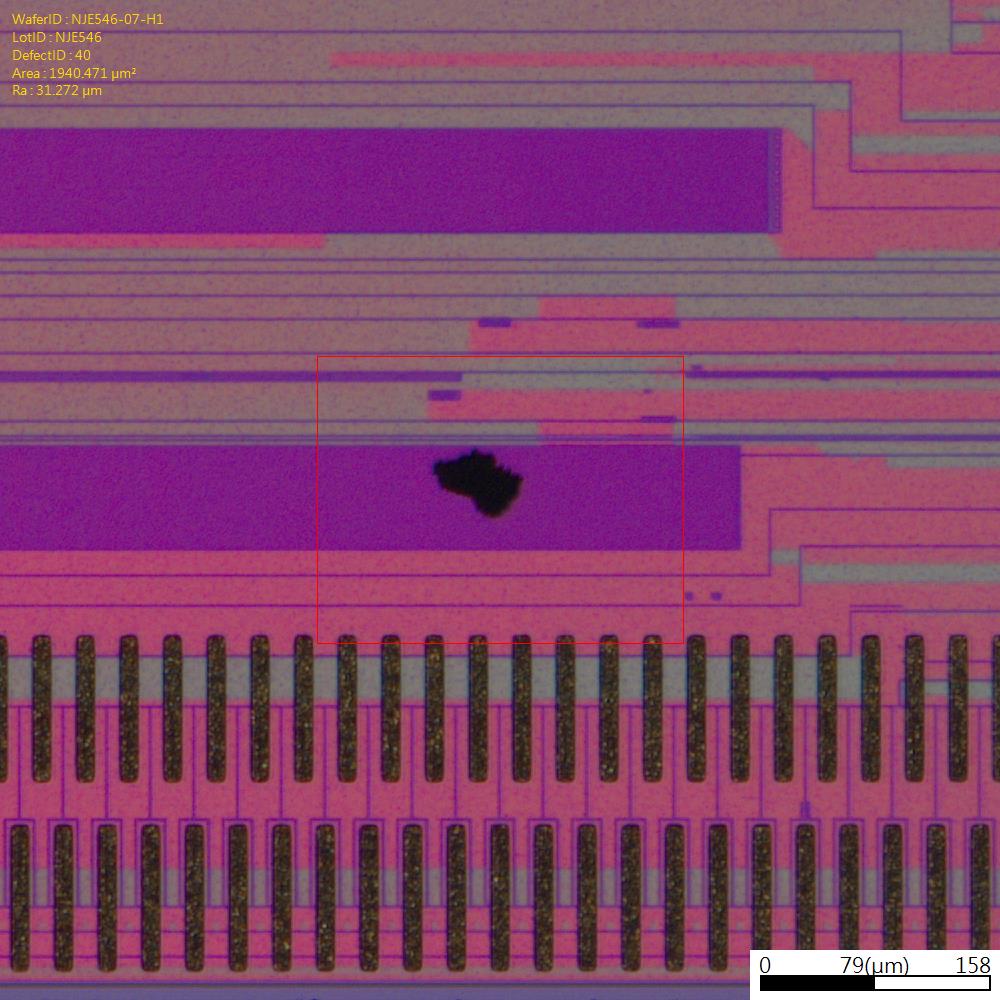 WaferID : NJE546-07-H1
LotID : NJE546
DefectID : 40
Area : 1940.471 µm²
Ra : 31.272 µm
0 79(µm) 158